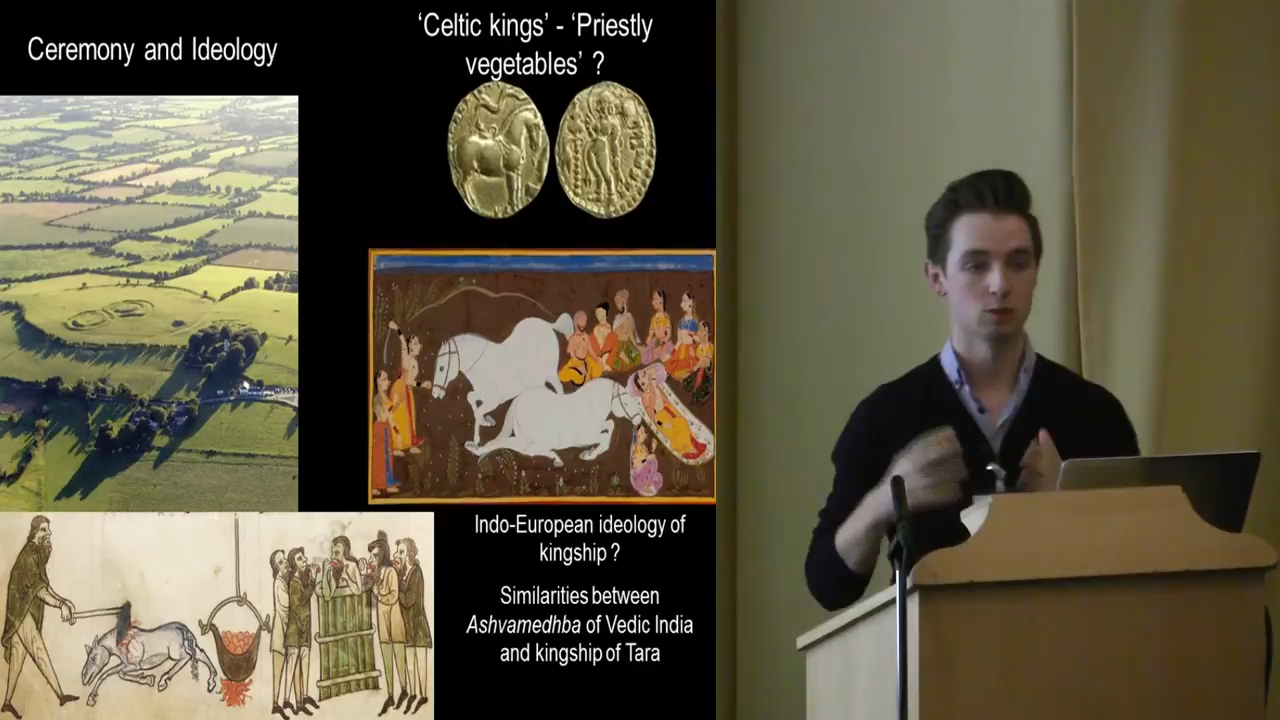 Ceremony and Ideology
‘Celtic kings’ - ‘Priestly
vegetables’ ?
Indo-European ideology of
kingship ?
Similarities between
Ashvamedhba of Vedic India
and kingship of Tara